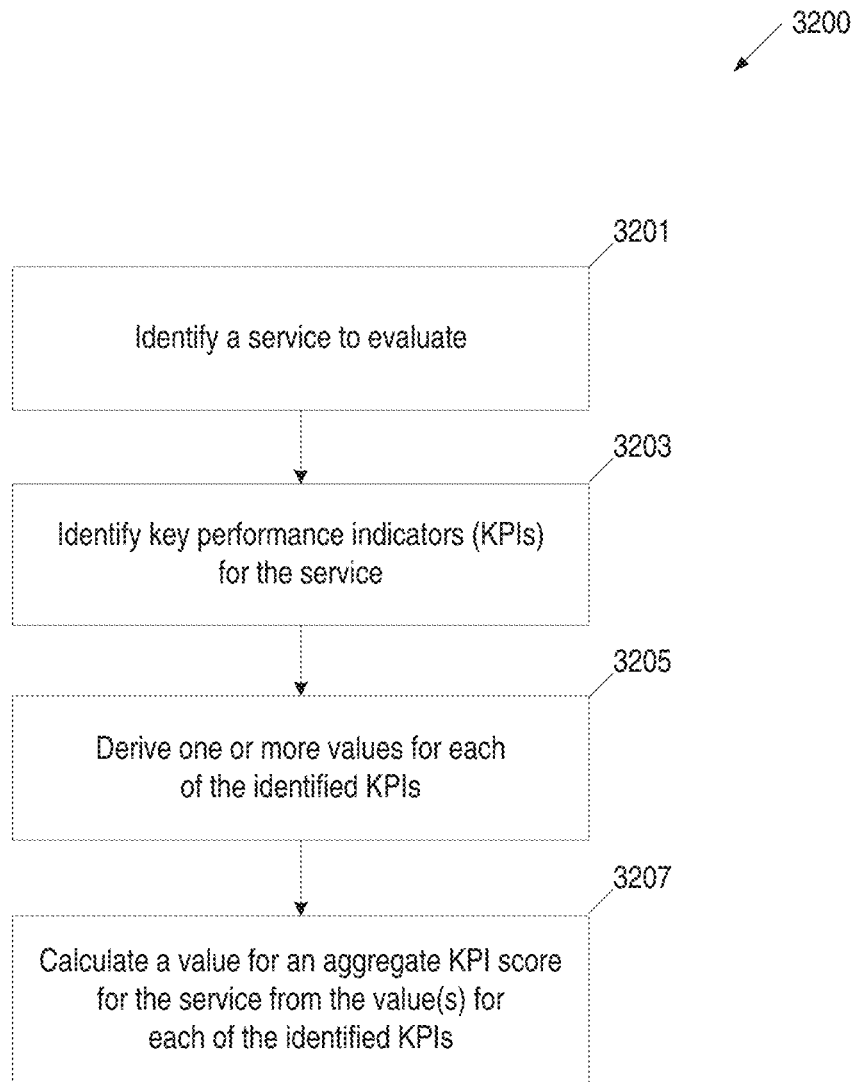 3200
3201
Identify a service to evaluate
3203
Identify key performance indicators (KPIs)
for the service
3205
Derive one or more values for each
of the identified KPIs
3207
Calculate a value for an aggregate KPI score
for the service from the value(s) for
each of the identified KPIs